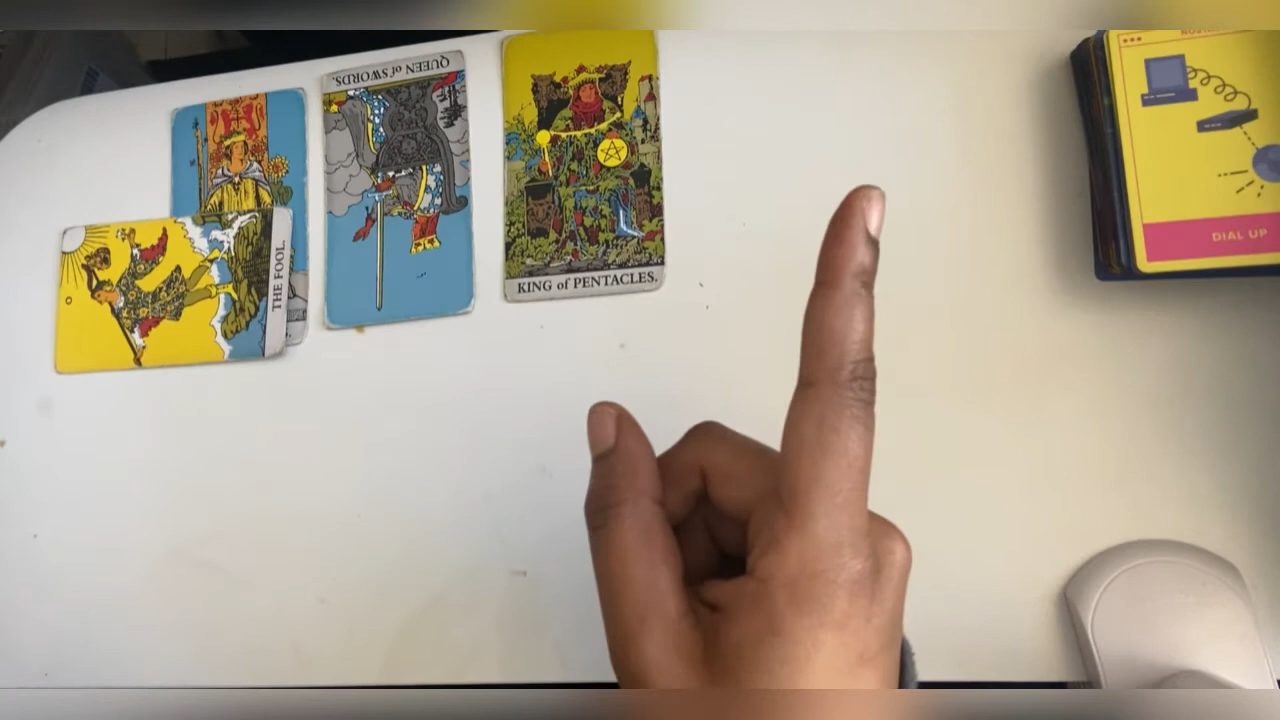 QUEEN of SWORDS.
THE FOOL.
KING of PENTACLES.
DIAL UP